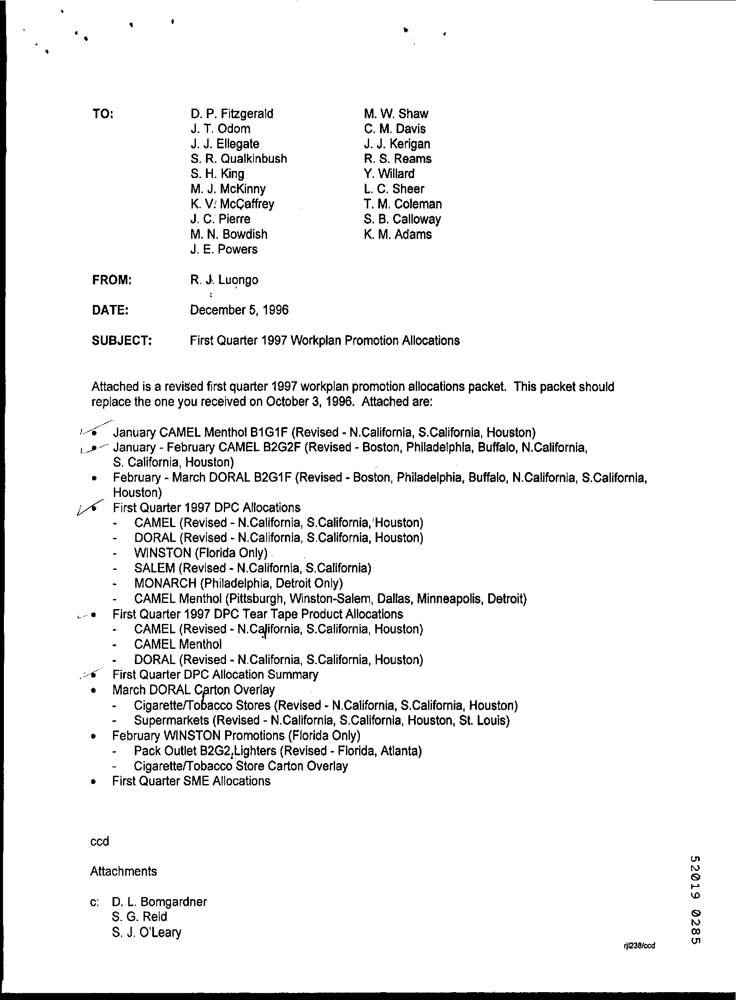 TO: D. P. Fitzgerald M. W. Shaw
J. T. Odom C. M. Davis
J. J. Ellegate J. J. Kerigan
S. R. Qualkinbush R. S. Reams
S. H. King Y. Willard
M. J. McKinny L. C. Sheer
K. V. McCaffrey T. M. Coleman
J. C. Pierre S. B. Calloway
M. N. Bowdish K. M. Adams
J. E. Powers
FROM: R. J. Luongo
DATE: December 5, 1996
SUBJECT: First Quarter 1997 Workplan Promotion Allocations
Attached is a revised first quarter 1997 workplan promotion allocations packet. This packet should
replace the one you received on October 3, 1996. Attached are:
• January CAMEL Menthol B1G1F (Revised - N.California, S.California, Houston)
• January - February CAMEL B2G2F (Revised - Boston, Philadelphia, Buffalo, N.California,
S. California, Houston)
• February - March DORAL B2G1F (Revised - Boston, Philadelphia, Buffalo, N.California, S.California,
Houston)
• First Quarter 1997 DPC Allocations
- CAMEL (Revised - N.California, S.California, Houston)
- DORAL (Revised - N.California, S.California, Houston)
- WINSTON (Florida Only)
- SALEM (Revised - N.California, S.California)
- MONARCH (Philadelphia, Detroit Only)
- CAMEL Menthol (Pittsburgh, Winston-Salem, Dallas, Minneapolis, Detroit)
• First Quarter 1997 DPC Tear Tape Product Allocations
- CAMEL (Revised - N.California, S.California, Houston)
- CAMEL Menthol
- DORAL (Revised - N.California, S.California, Houston)
• First Quarter DPC Allocation Summary
• March DORAL Carton Overlay
- Cigarette/Tobacco Stores (Revised - N.California, S.California, Houston)
- Supermarkets (Revised - N.California, S.California, Houston, St. Louis)
• February WINSTON Promotions (Florida Only)
- Pack Outlet B2G2 Lighters (Revised - Florida, Atlanta)
- Cigarette/Tobacco Store Carton Overlay
• First Quarter SME Allocations
ccd
Attachments
c: D. L. Bomgardner
S. G. Reid
S. J. O'Leary
rjl238/ccd
52019 0285